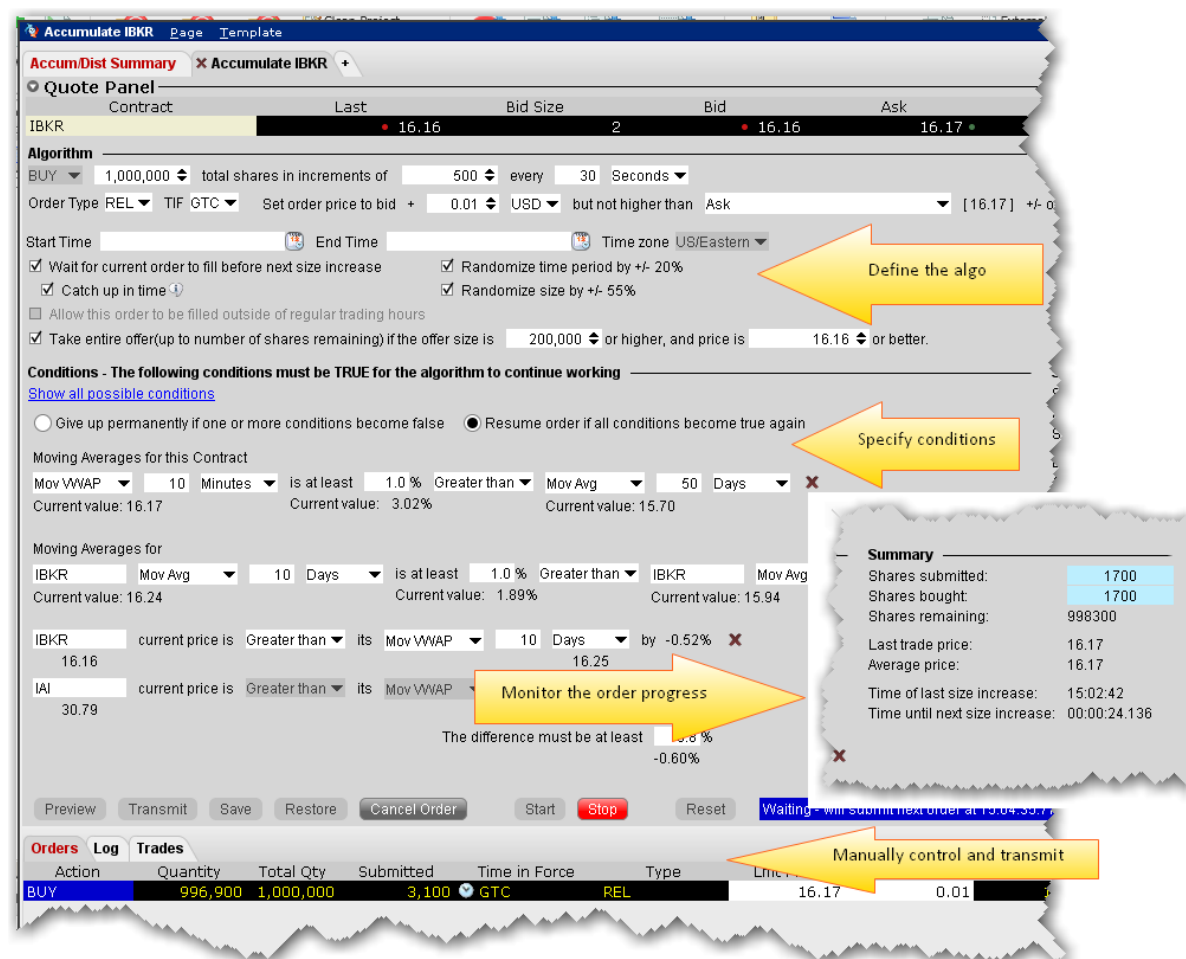 Accumulate IBKR Page Template
Accum/Dist Summary Accumulate IBKR +
Quote Panel
Contract Last Bid Size Bid Ask
IBKR 16.16 2 16.16 16.17
Algorithm
BUY 1,000,000 total shares in increments of 500 every 30 Seconds
Order Type REL TIF GTC Set order price to bid + 0.01 USD but not higher than Ask [16.17] +/-
Start Time End Time Time zone US/Eastern
Wait for current order to fill before next size increase Randomize time period by +/- 20%
Define the algo
Catch up in time Randomize size by +/- 55%
Allow this order to be filled outside of regular trading hours
Take entire offer(up to number of shares remaining) if the offer size is 200,000 or higher, and price is 16.16 or better.
Conditions - The following conditions must be TRUE for the algorithm to continue working
Show all possible conditions
Give up permanently if one or more conditions become false Resume order if all conditions become true again
Specify conditions
Moving Averages for this Contract
Mov VWAP 10 Minutes is at least 1.0 % Greater than Mov Avg 50 Days
Current value: 16.17 Current value: 3.02% Current value: 15.70
Moving Averages for
IBKR Mov Avg 10 Days is at least 1.0 % Greater than IBKR Mov Avg
Current value: 16.24 Current value: 1.89% Current value: 15.94
IBKR current price is Greater than its Mov VWAP 10 Days by -0.52%
16.16 16.25
IAI current price is Greater than its Mov VWAP
30.79
Monitor the order progress
The difference must be at least %
-0.60%
Summary
Shares submitted: 1700
Shares bought: 1700
Shares remaining: 998300
Last trade price: 16.17
Average price: 16.17
Time of last size increase: 15:02:42
Time until next size increase: 00:00:24.136
Preview Transmit Save Restore Cancel Order Start Stop Reset Waiting - will submit next order at
Manually control and transmit
Orders Log Trades
Action Quantity Total Qty Submitted Time in Force Type
BUY 996,900 1,000,000 3,100 GTC REL 16.17 0.01